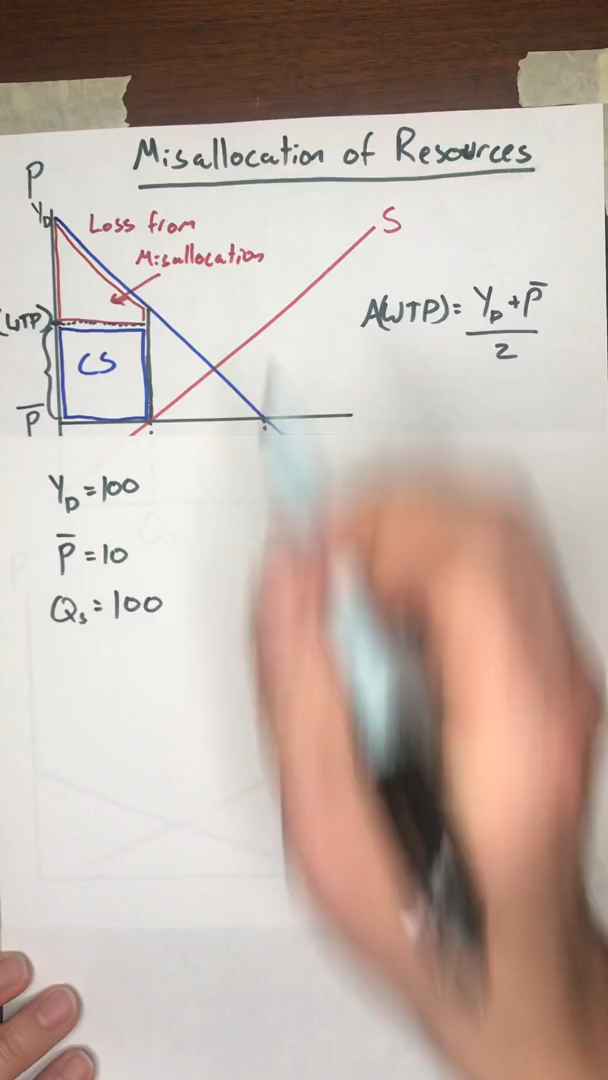 Misallocation of Resources
P
Y_D
Loss from
Misallocation
S
(WTP)
A(WTP) = (Y_D + P̄) / 2
CS
P̄
Y_D = 100
P̄ = 10
Q_s = 100